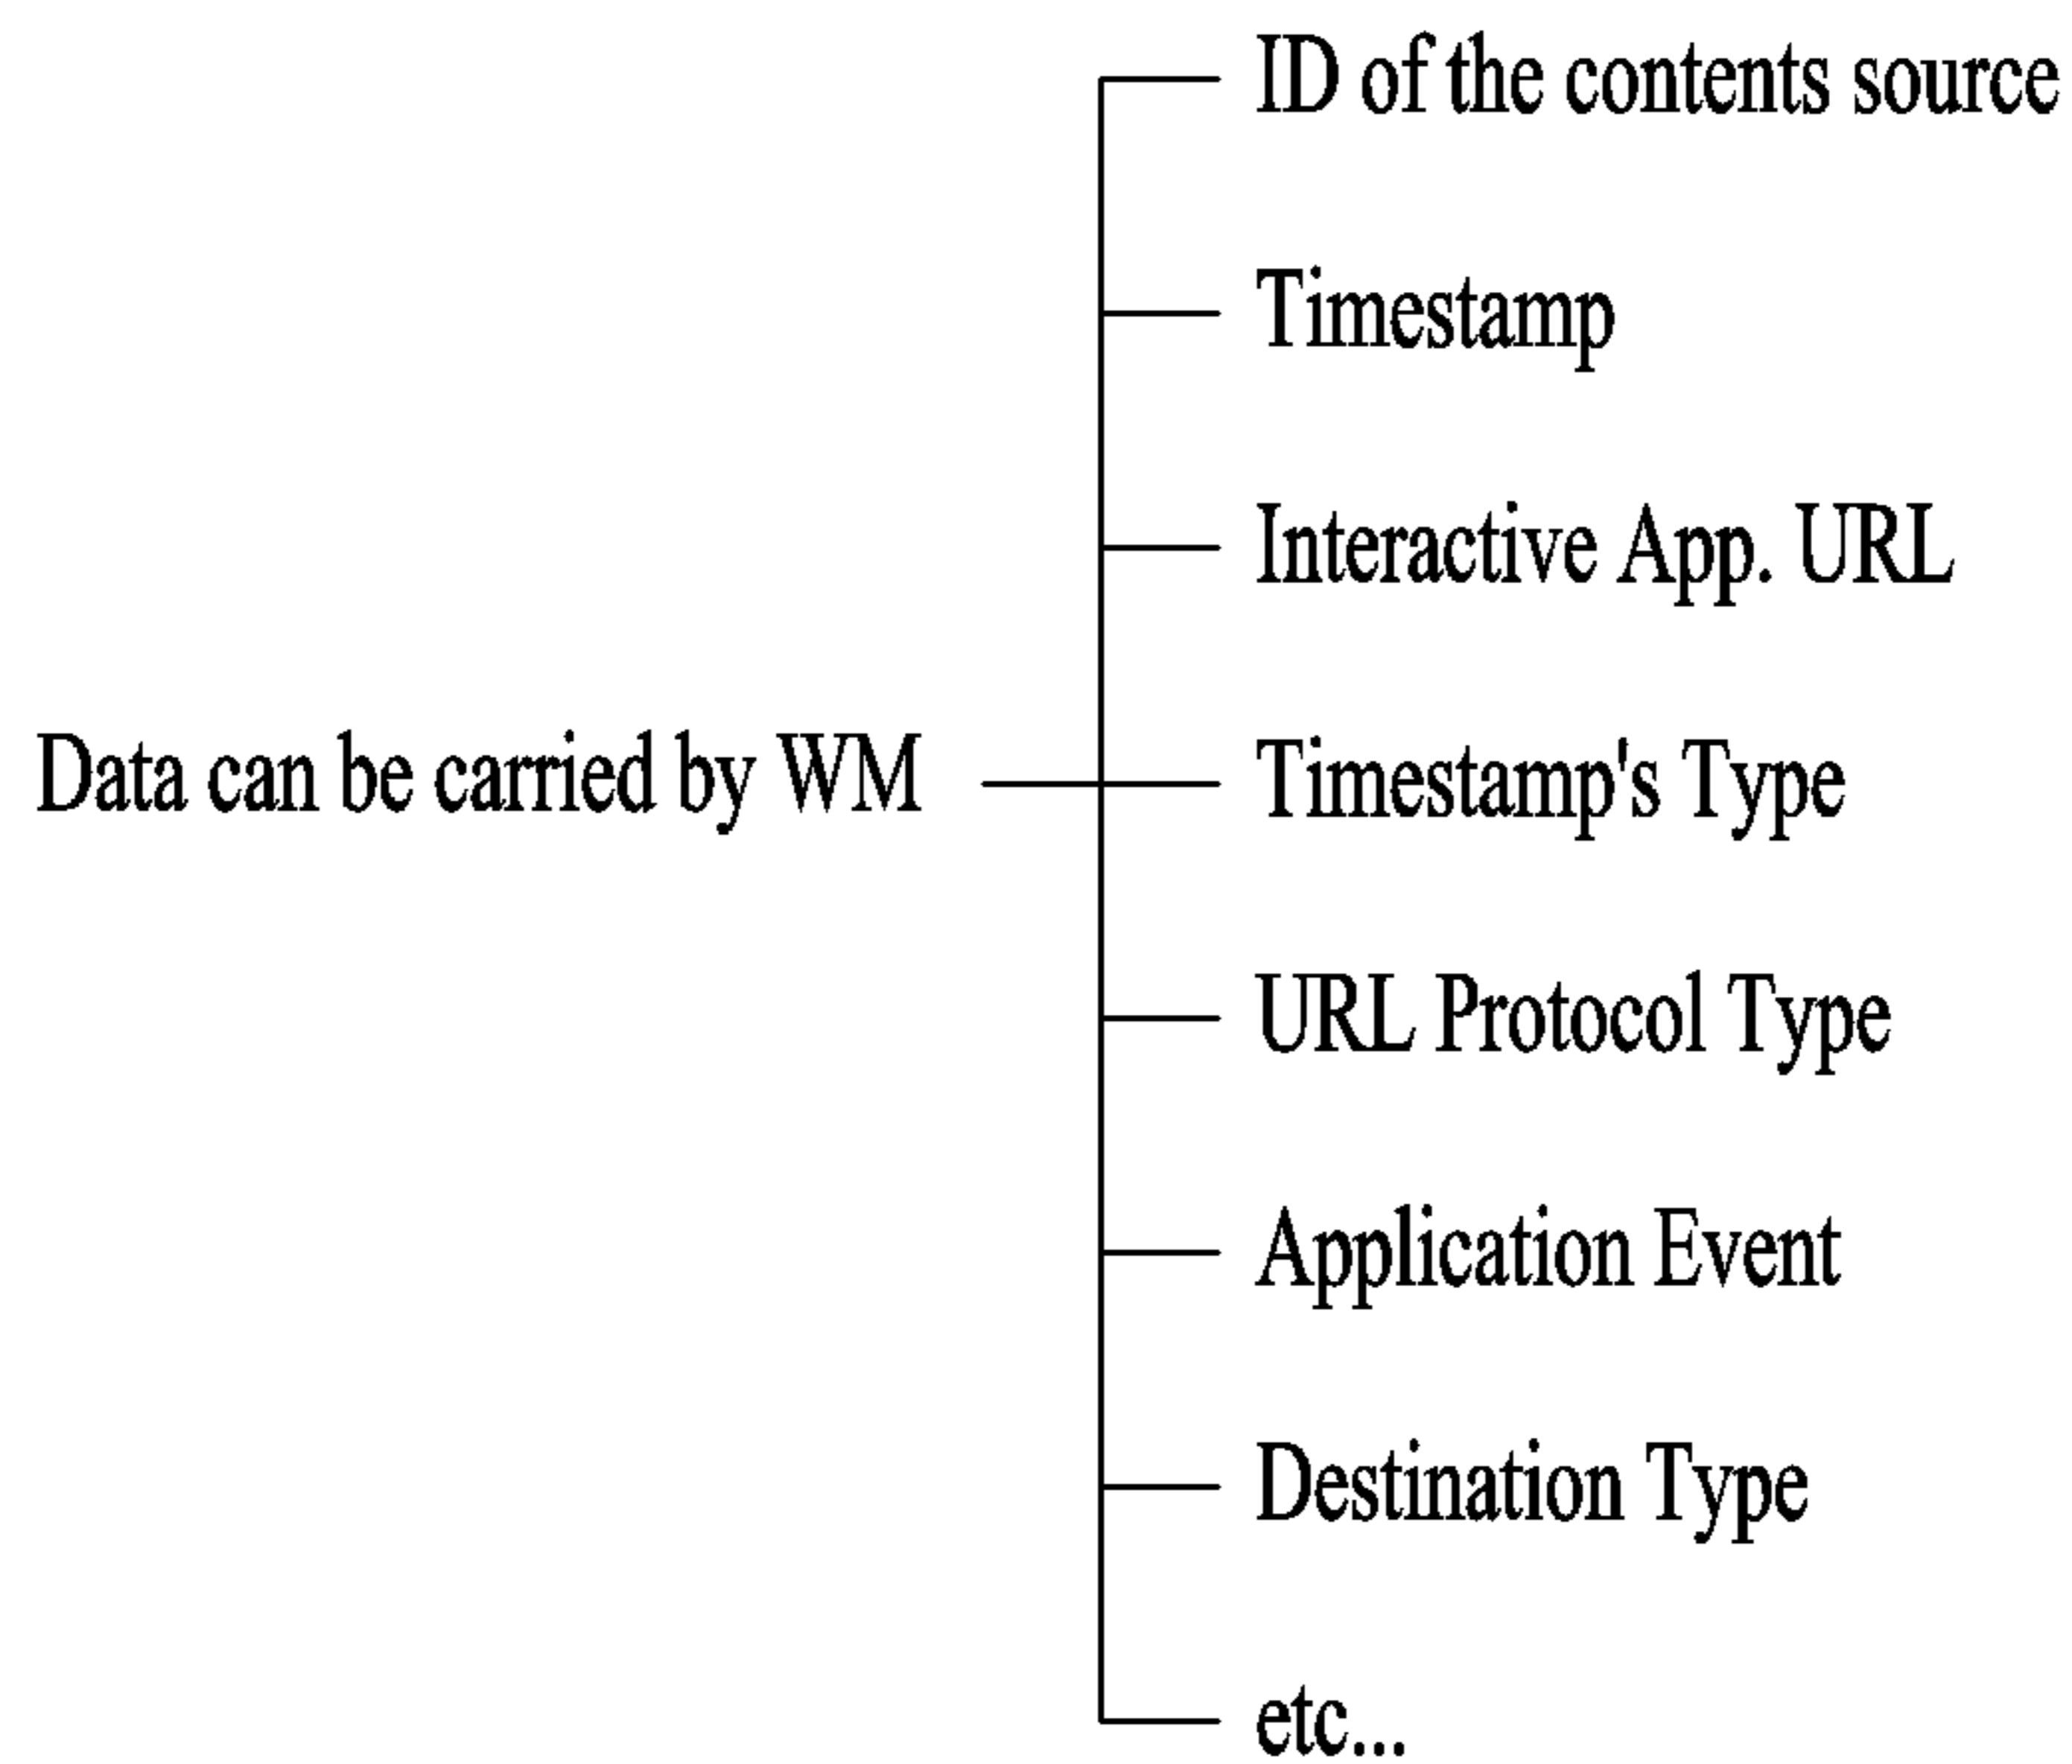 ID of the contents source
Timestamp
Interactive App. URL
Data can be carried by WM
Timestamp's Type
URL Protocol Type
Application Event
Destination Type
etc...